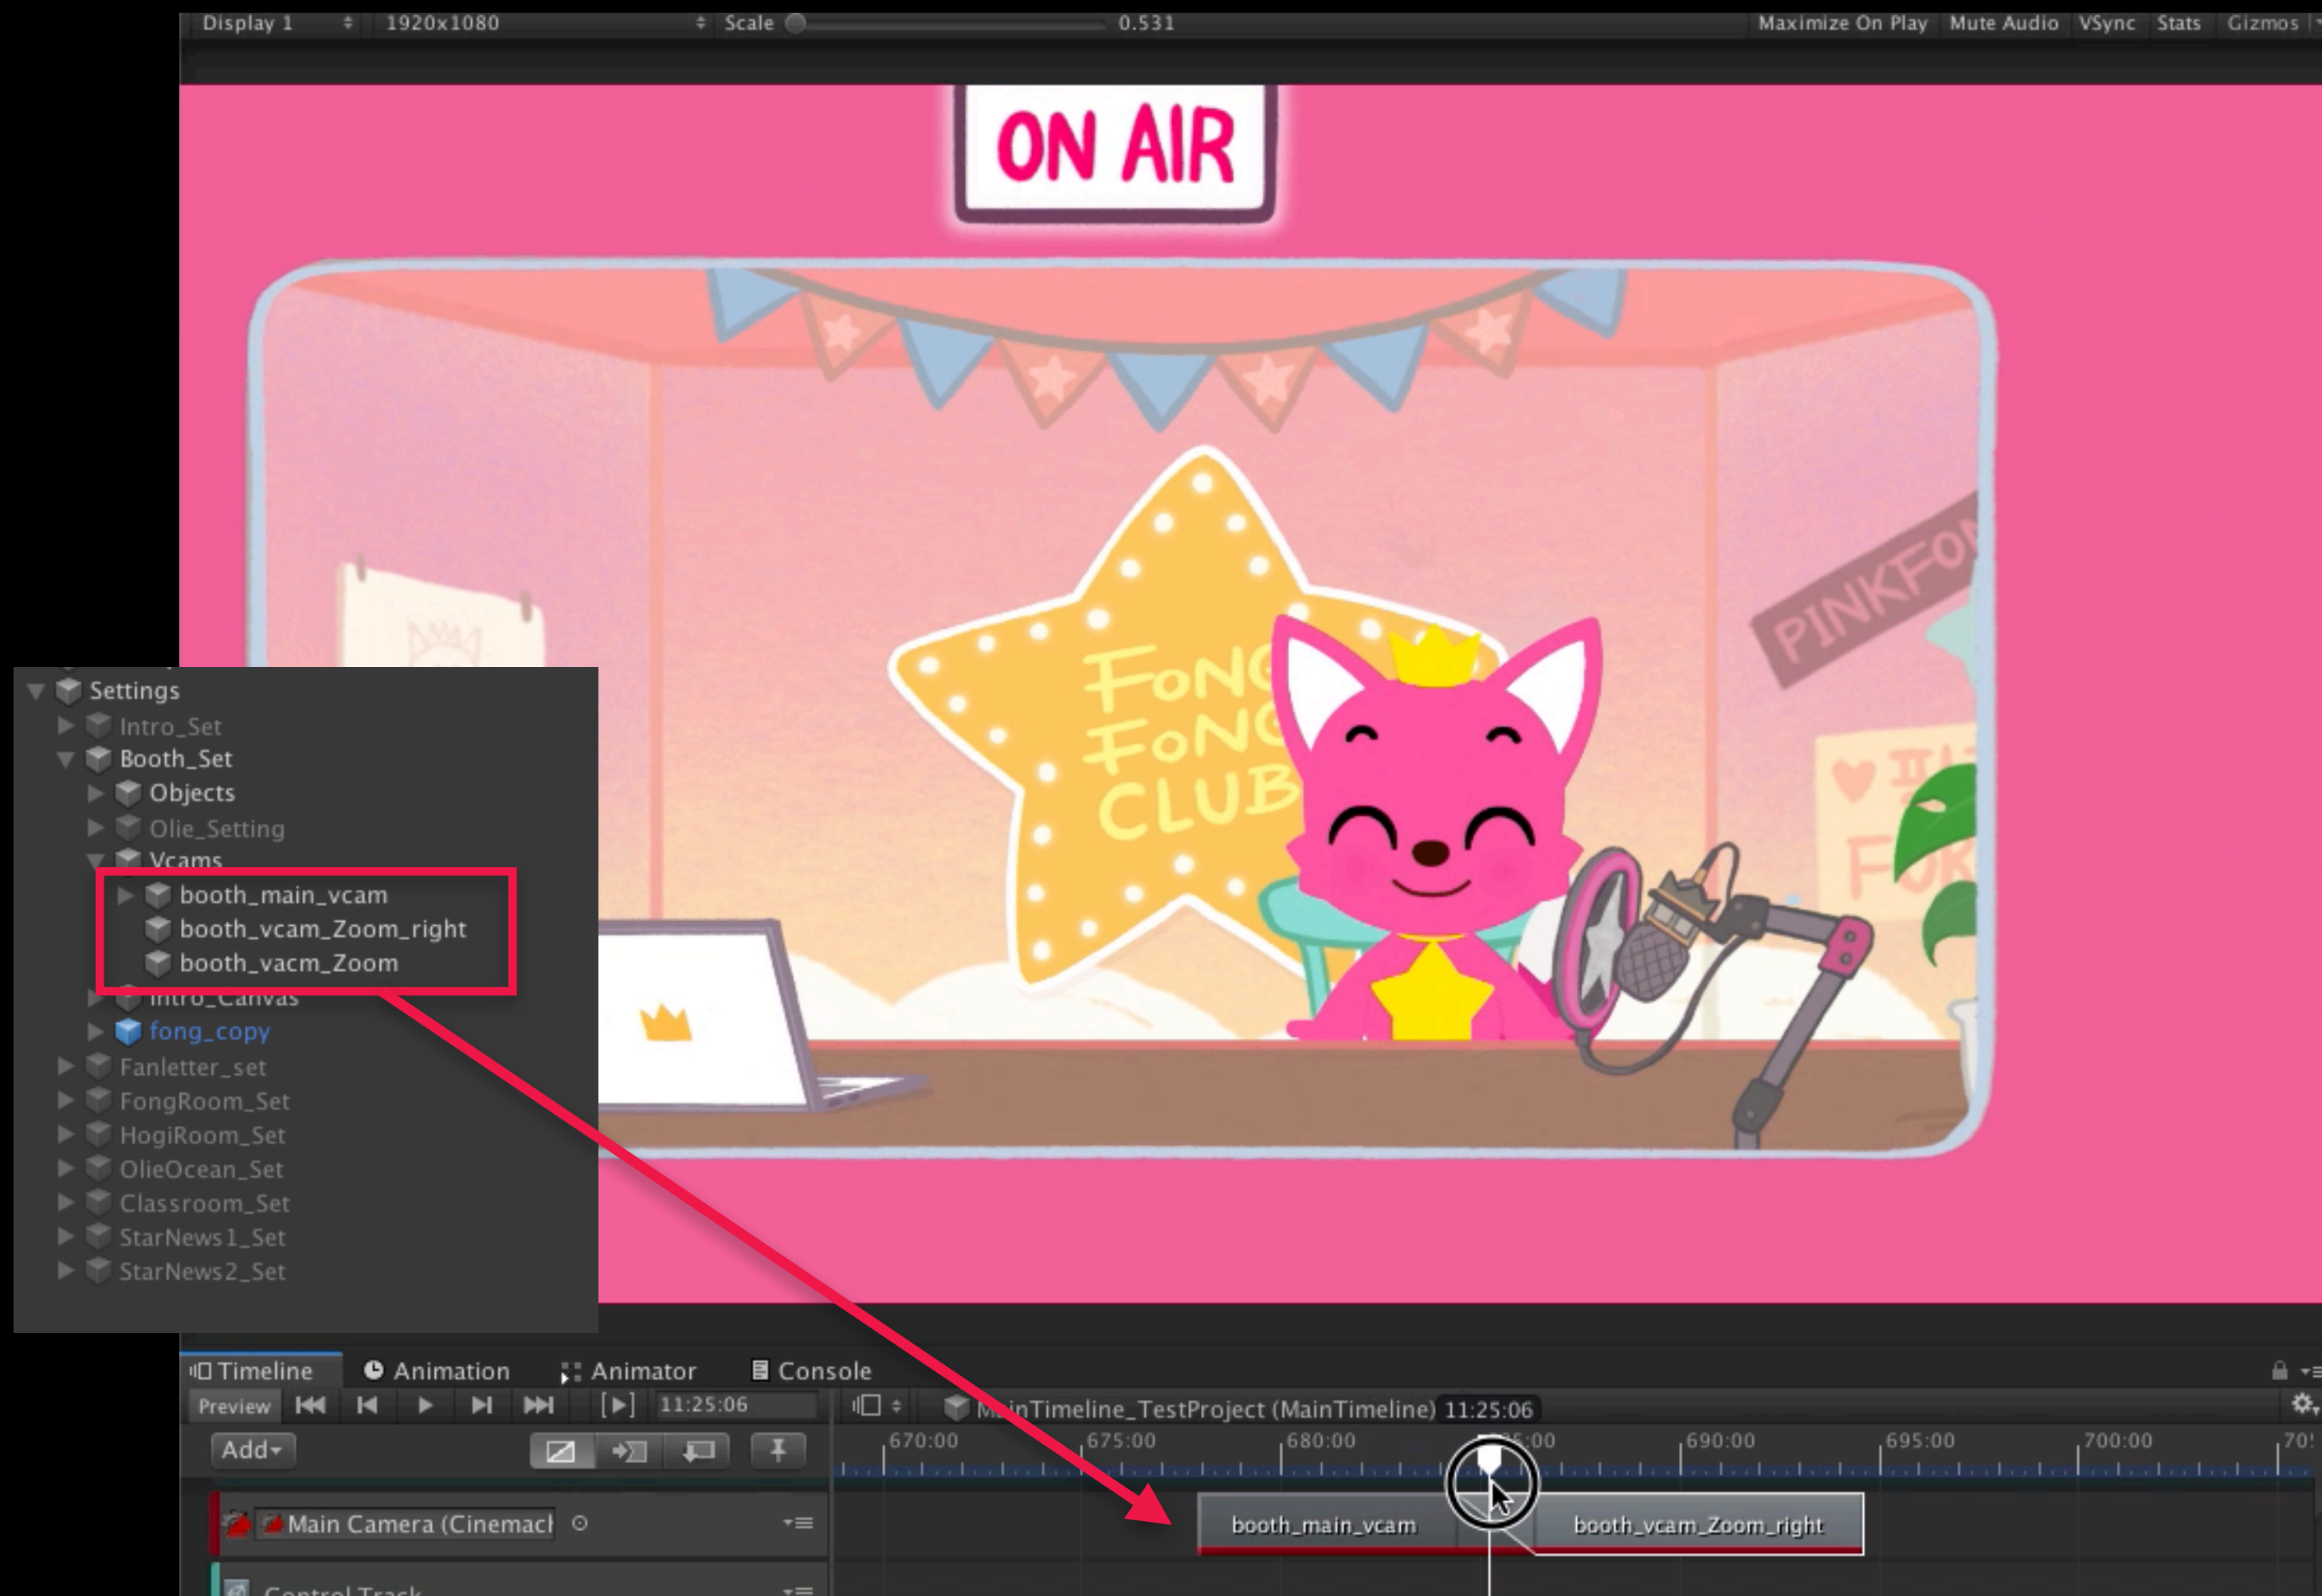 Display 1 1920x1080 Scale 0.531 Maximize On Play Mute Audio VSync Stats Gizmos
ON AIR
PINKFON
FONG
FONG
CLUB
Settings
Intro_Set
Booth_Set
Objects
Olie_Setting
Vcams
booth_main_vcam
booth_vcam_Zoom_right
booth_vacm_Zoom
Intro_Canvas
fong_copy
Fanletter_set
FongRoom_Set
HogiRoom_Set
OlieOcean_Set
Classroom_Set
StarNews1_Set
StarNews2_Set
Timeline Animation Animator Console
Preview 11:25:06 MainTimeline_TestProject (MainTimeline) 11:25:06
Add 670:00 675:00 680:00 690:00 695:00 700:00
Main Camera (Cinemach booth_main_vcam booth_vcam_Zoom_right
Control Track